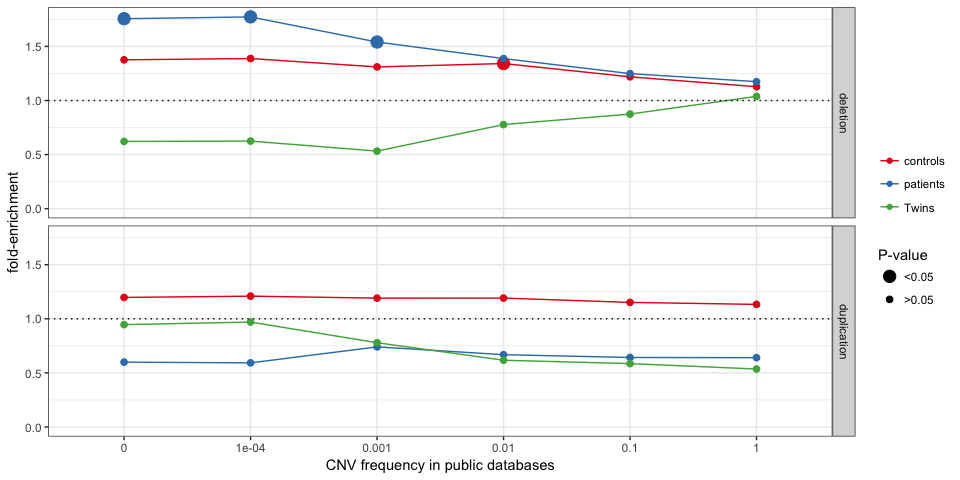 fold-enrichment
1.5
1.0
0.5
0.0
deletion
1.5
1.0
0.5
0.0
duplication
0
1e-04
0.001
0.01
0.1
1
CNV frequency in public databases
controls
patients
Twins
P-value
<0.05
>0.05